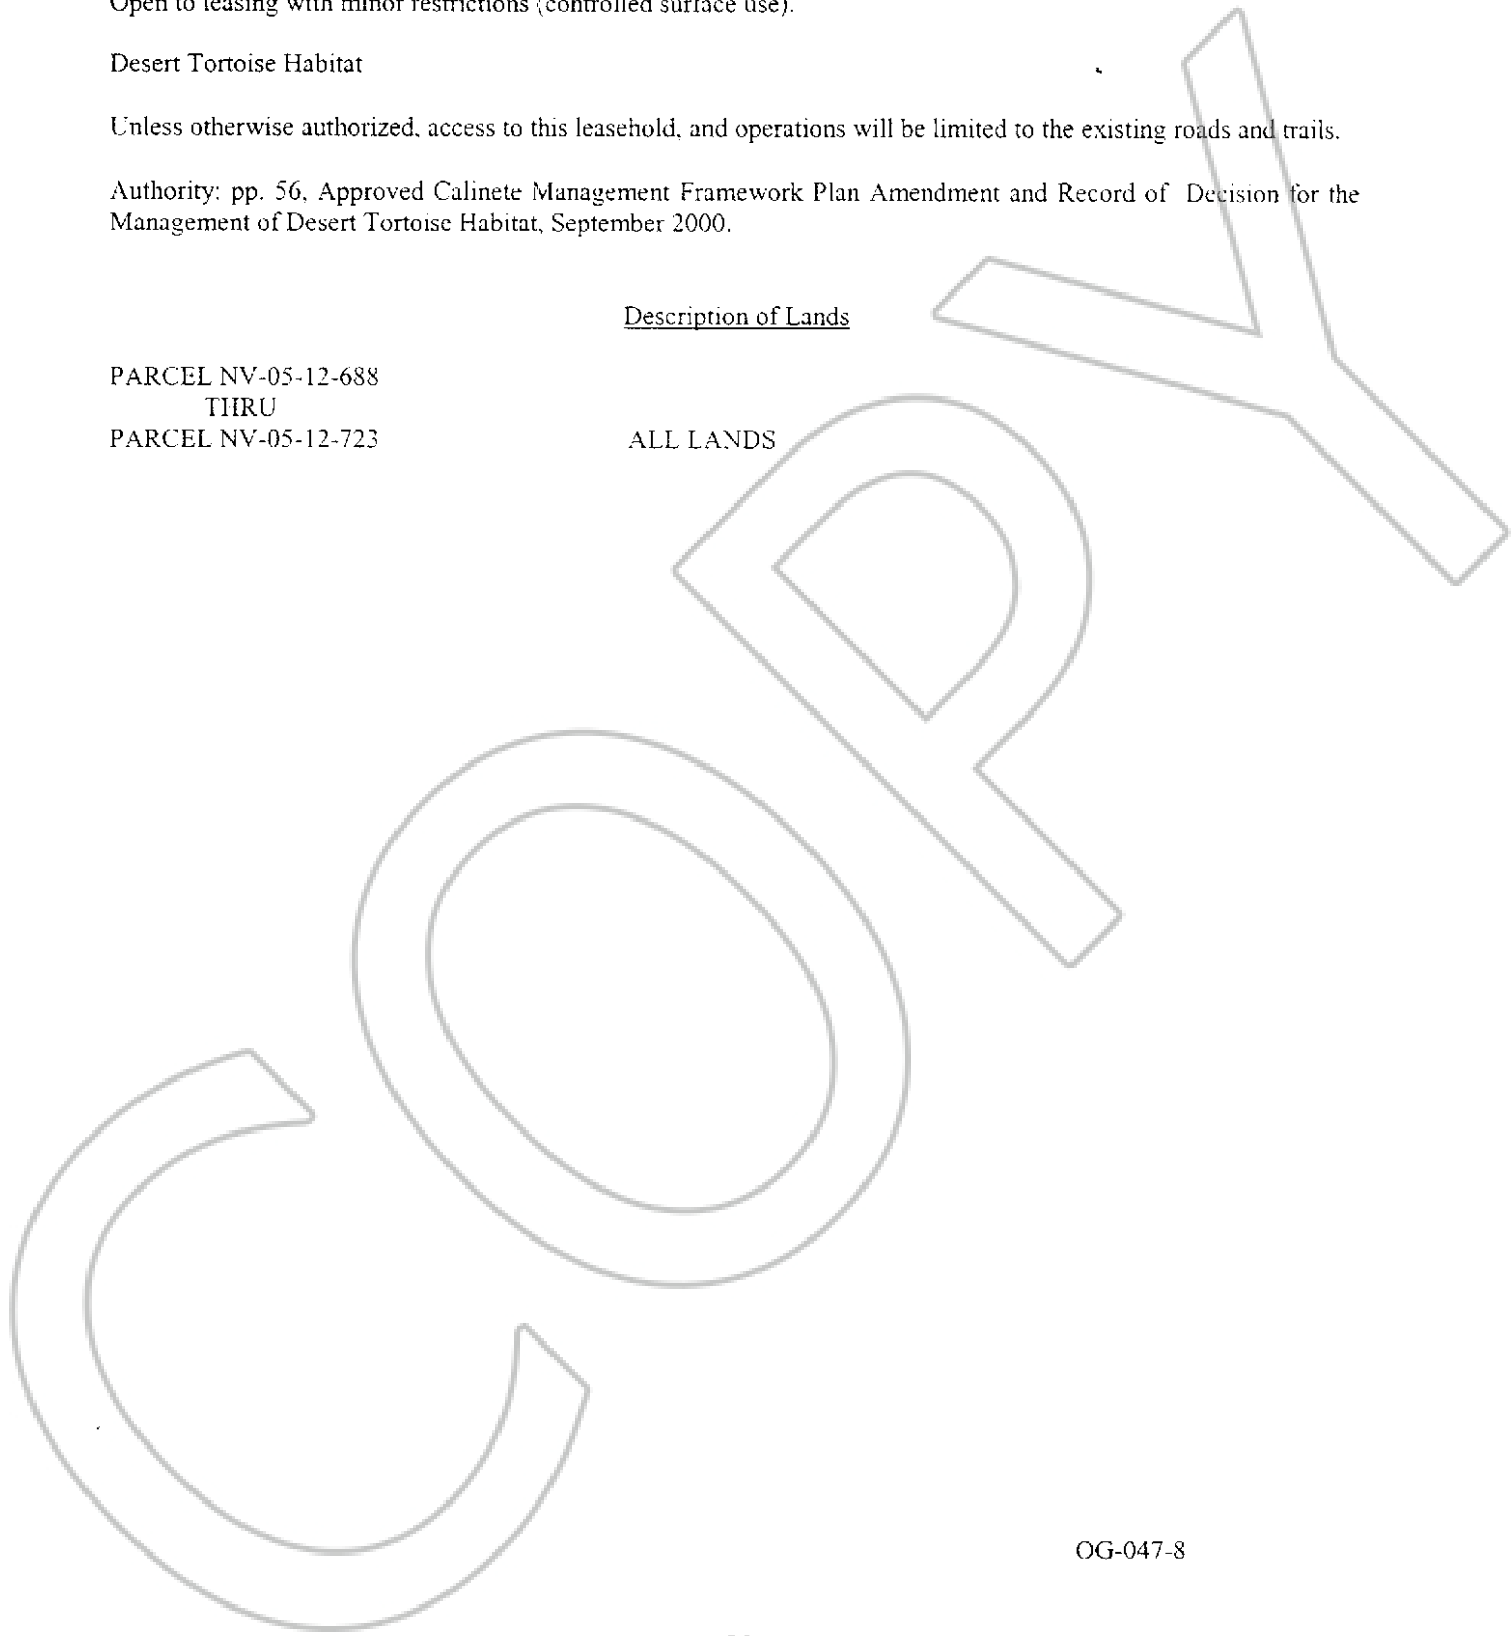 Open to leasing with minor restrictions (controlled surface use).
Desert Tortoise Habitat
Unless otherwise authorized, access to this leasehold, and operations will be limited to the existing roads and trails.
Authority: pp. 56, Approved Calinete Management Framework Plan Amendment and Record of Decision for the
Management of Desert Tortoise Habitat, September 2000.
Description of Lands
PARCEL NV-05-12-688
THRU
PARCEL NV-05-12-723 ALL LANDS
COPY
OG-047-8